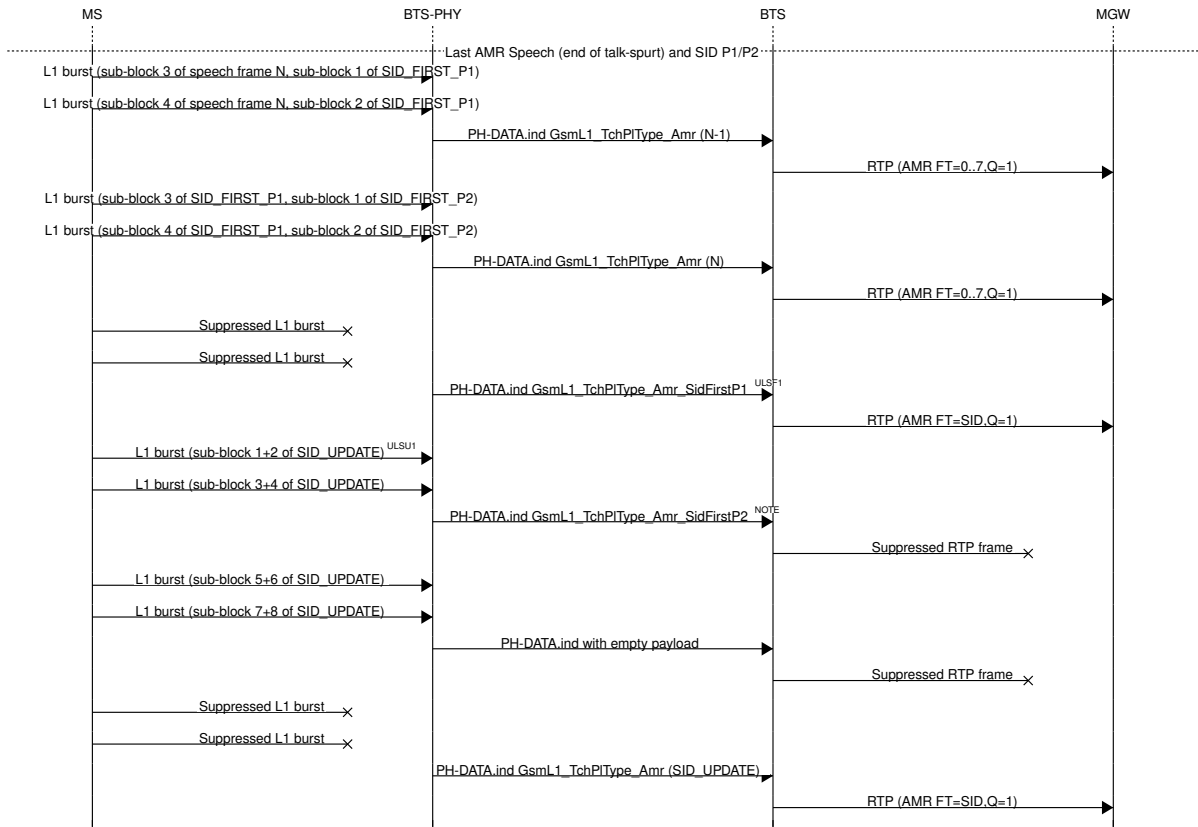 MS BTS-PHY BTS MGW
Last AMR Speech (end of talk-spurt) and SID P1/P2
L1 burst (sub-block 3 of speech frame N, sub-block 1 of SID_FIRST_P1)
L1 burst (sub-block 4 of speech frame N, sub-block 2 of SID_FIRST_P1)
PH-DATA.ind GsmL1_TchPlType_Amr (N-1)
RTP (AMR FT=0..7,Q=1)
L1 burst (sub-block 3 of SID_FIRST_P1, sub-block 1 of SID_FIRST_P2)
L1 burst (sub-block 4 of SID_FIRST_P1, sub-block 2 of SID_FIRST_P2)
PH-DATA.ind GsmL1_TchPlType_Amr (N)
RTP (AMR FT=0..7,Q=1)
Suppressed L1 burst
Suppressed L1 burst
PH-DATA.ind GsmL1_TchPlType_Amr_SidFirstP1 ULSF1
RTP (AMR FT=SID,Q=1)
L1 burst (sub-block 1+2 of SID_UPDATE) ULSU1
L1 burst (sub-block 3+4 of SID_UPDATE)
PH-DATA.ind GsmL1_TchPlType_Amr_SidFirstP2 NOTE
Suppressed RTP frame
L1 burst (sub-block 5+6 of SID_UPDATE)
L1 burst (sub-block 7+8 of SID_UPDATE)
PH-DATA.ind with empty payload
Suppressed RTP frame
Suppressed L1 burst
Suppressed L1 burst
PH-DATA.ind GsmL1_TchPlType_Amr (SID_UPDATE)
RTP (AMR FT=SID,Q=1)